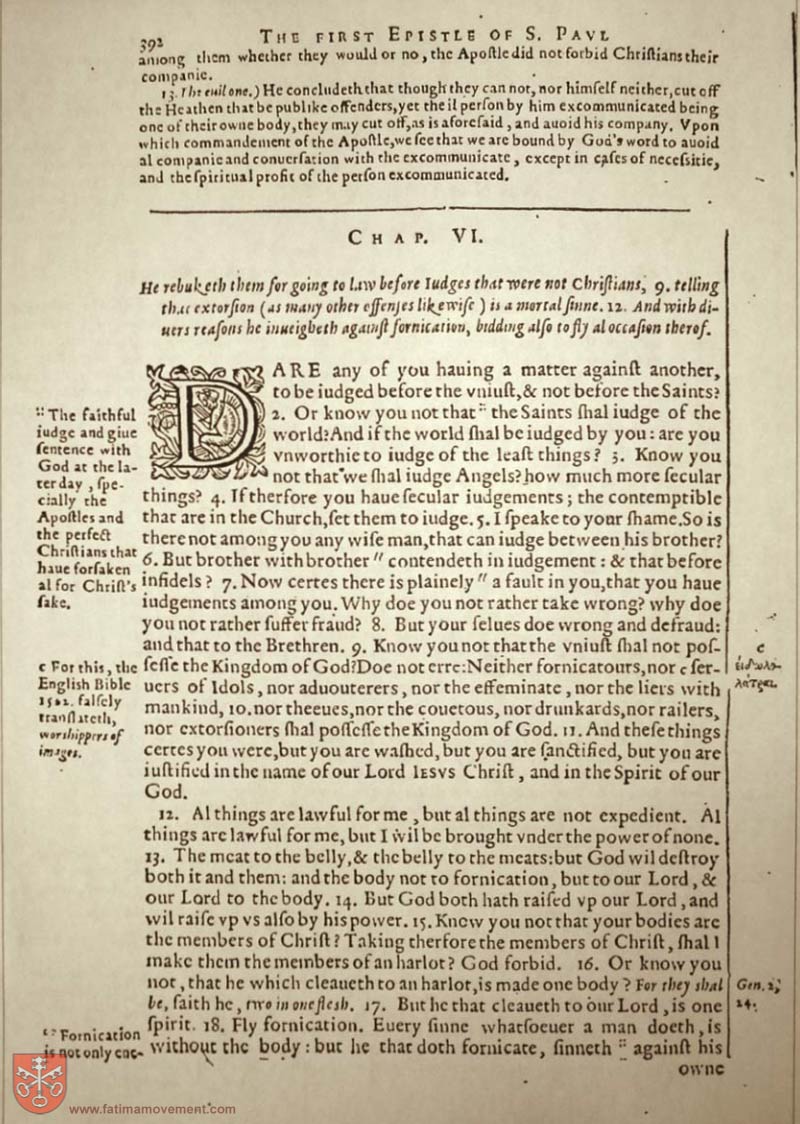 392 THE FIRST EPISTLE OF S. PAVL
among them whether they would or no, the Apoſtle did not forbid Chriſtians their
companie.
13. The euil one.) He concludeth that though they can not, nor himſelf neither, cut off
the Heathen that be publike offenders, yet the il perſon by him excommunicated being
one of their owne body, they may cut off, as is aforeſaid, and auoid his company. Vpon
which commandement of the Apoſtle, we ſee that we are bound by God's word to auoid
al companie and conuerſation with the excommunicate, except in caſes of neceſsitie,
and the ſpiritual profit of the perſon excommunicated.
CHAP. VI.
He rebuketh them for going to law before Iudges that were not Chriſtians, 9. telling
that extorſion (as many other offenſes likewiſe) is a mortal ſinne. 12. And with di-
uers reaſons he inueigheth againſt fornication, bidding alſo to fly al occaſion therof.
DARE any of you hauing a matter againſt another,
to be iudged before the vniuſt, & not before the Saints?
2. Or know you not that :: the Saints ſhal iudge of the
world? And if the world ſhal be iudged by you: are you
vnworthie to iudge of the leaſt things? 3. Know you
not that " we ſhal iudge Angels? how much more ſecular
things? 4. If therfore you haue ſecular iudgements; the contemptible
that are in the Church, ſet them to iudge. 5. I ſpeake to your ſhame. So is
there not among you any wiſe man, that can iudge between his brother?
6. But brother with brother " contendeth in iudgement: & that before
infidels? 7. Now certes there is plainely " a fault in you, that you haue
iudgements among you. Why doe you not rather take wrong? why doe
you not rather ſuffer fraud? 8. But your ſelues doe wrong and defraud:
and that to the Brethren. 9. Know you not that the vniuſt ſhal not poſ-
ſeſſe the Kingdom of God? Doe not erre: Neither fornicatours, nor c ſer-
uers of Idols, nor aduouterers, nor the effeminate, nor the liers with
mankind, 10. nor theeues, nor the couetous, nor drunkards, nor railers,
nor extorſioners ſhal poſſeſſe the Kingdom of God. 11. And theſe things
certes you were, but you are waſhed, but you are ſanctified, but you are
iuſtified in the name of our Lord IESVS Chriſt, and in the Spirit of our
God.
12. Al things are lawful for me, but al things are not expedient. Al
things are lawful for me, but I wil be brought vnder the power of none.
13. The meat to the belly, & the belly to the meats: but God wil deſtroy
both it and them: and the body not to fornication, but to our Lord, &
our Lord to the body. 14. But God both hath raiſed vp our Lord, and
wil raiſe vp vs alſo by his power. 15. Know you not that your bodies are
the members of Chriſt? Taking therfore the members of Chriſt, ſhal I
make them the members of an harlot? God forbid. 16. Or know you
not, that he which cleaueth to an harlot, is made one body? For they ſhal
be, ſaith he, two in one fleſh. 17. But he that cleaueth to our Lord, is one
ſpirit. 18. Fly fornication. Euery ſinne whatſoeuer a man doeth, is
without the body: but he that doth fornicate, ſinneth :: againſt his
owne
:: The faithful
iudge and giue
ſentence with
God at the la-
ter day, ſpe-
cially the
Apoſtles and
the perfect
Chriſtians that
haue forſaken
al for Chriſt's
ſake.
c For this, the
English Bible
1562. falſely
tranſlateth,
worshippers of
images.
:: Fornication
is not only
c
εἰδωλο-
λάτραι
Gen. 2,
24.
www.fatimamovement.com